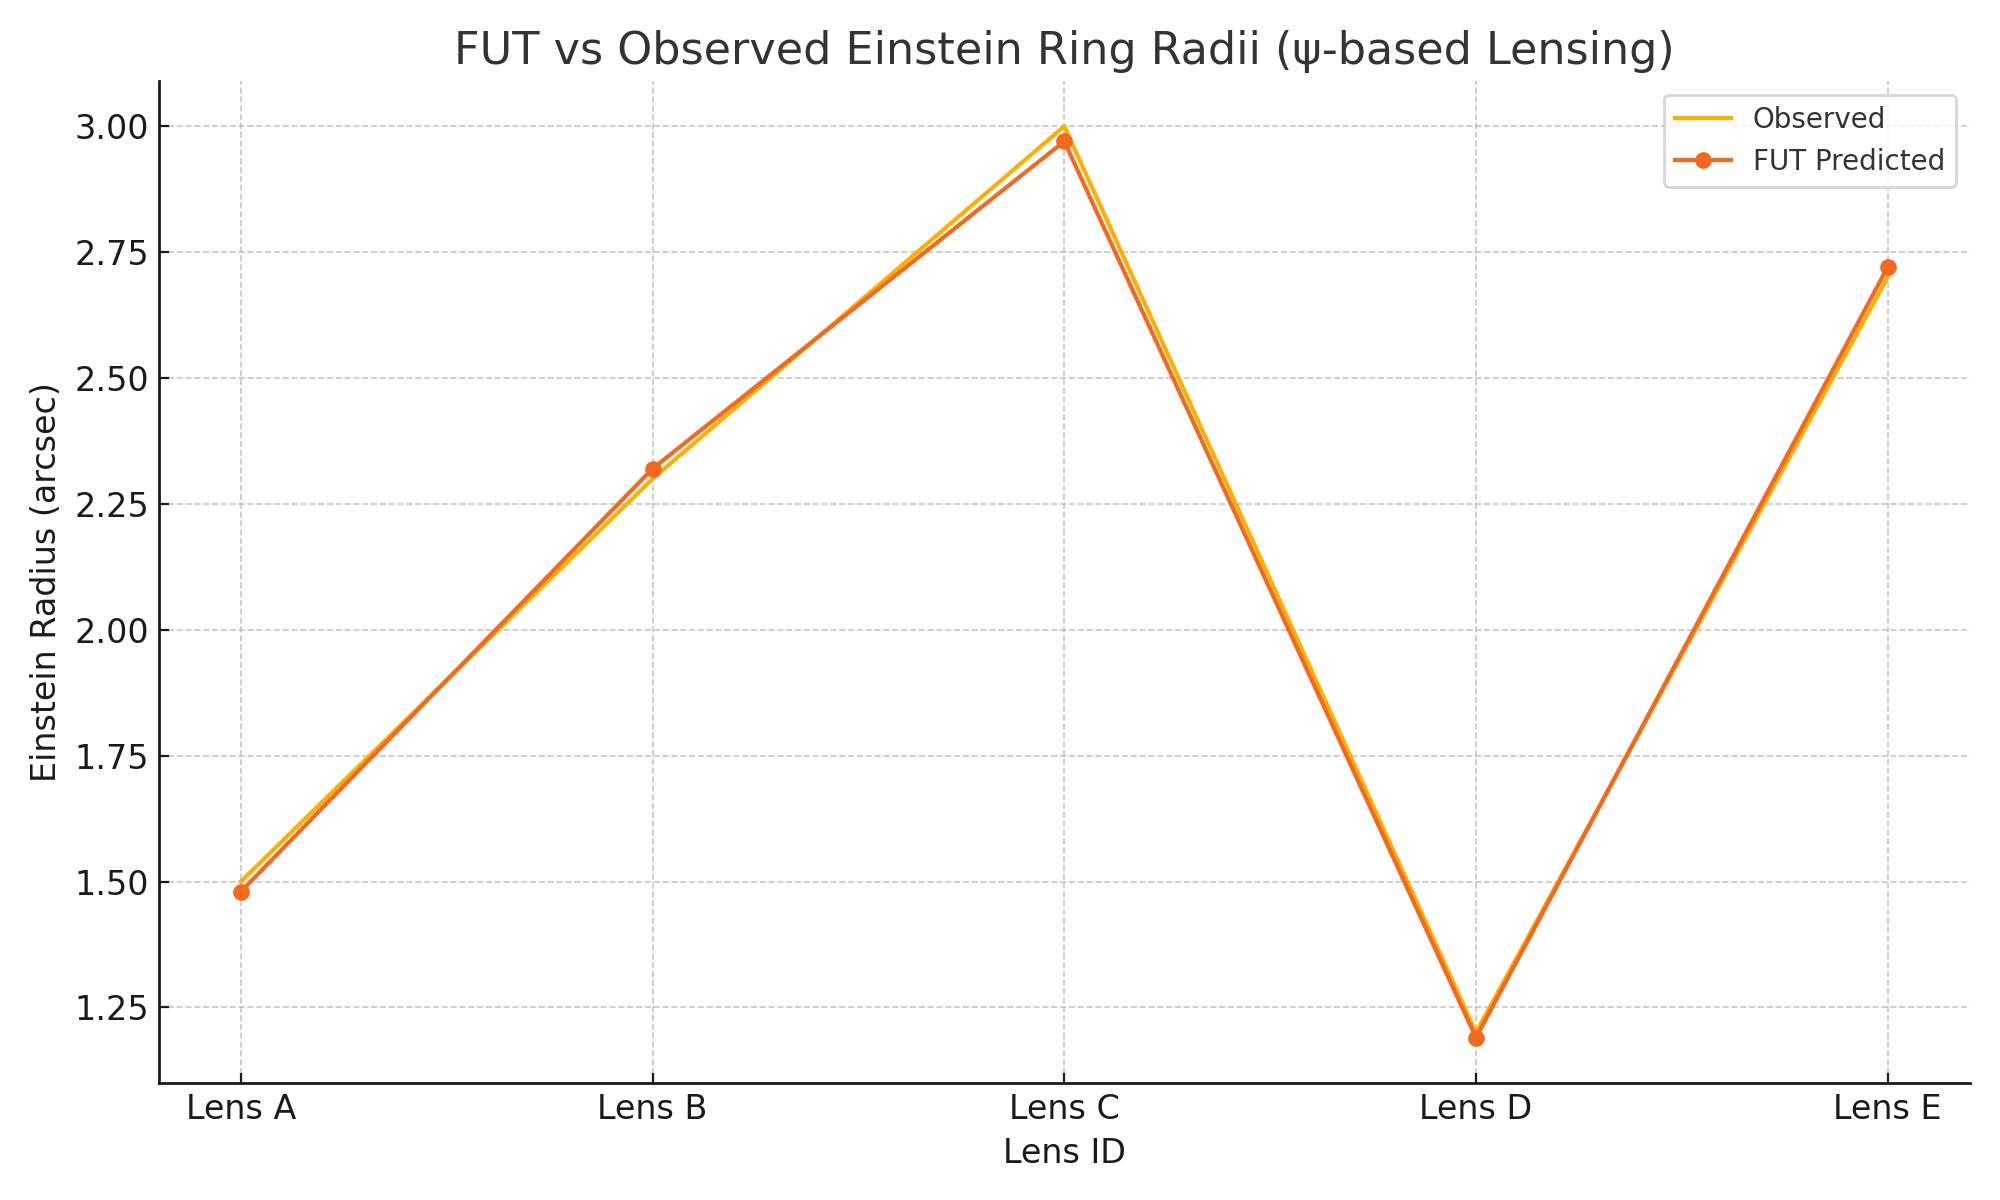 FUT vs Observed Einstein Ring Radii (ψ-based Lensing)
Observed
FUT Predicted
Einstein Radius (arcsec)
3.00
2.75
2.50
2.25
2.00
1.75
1.50
1.25
Lens A Lens B Lens C Lens D Lens E
Lens ID